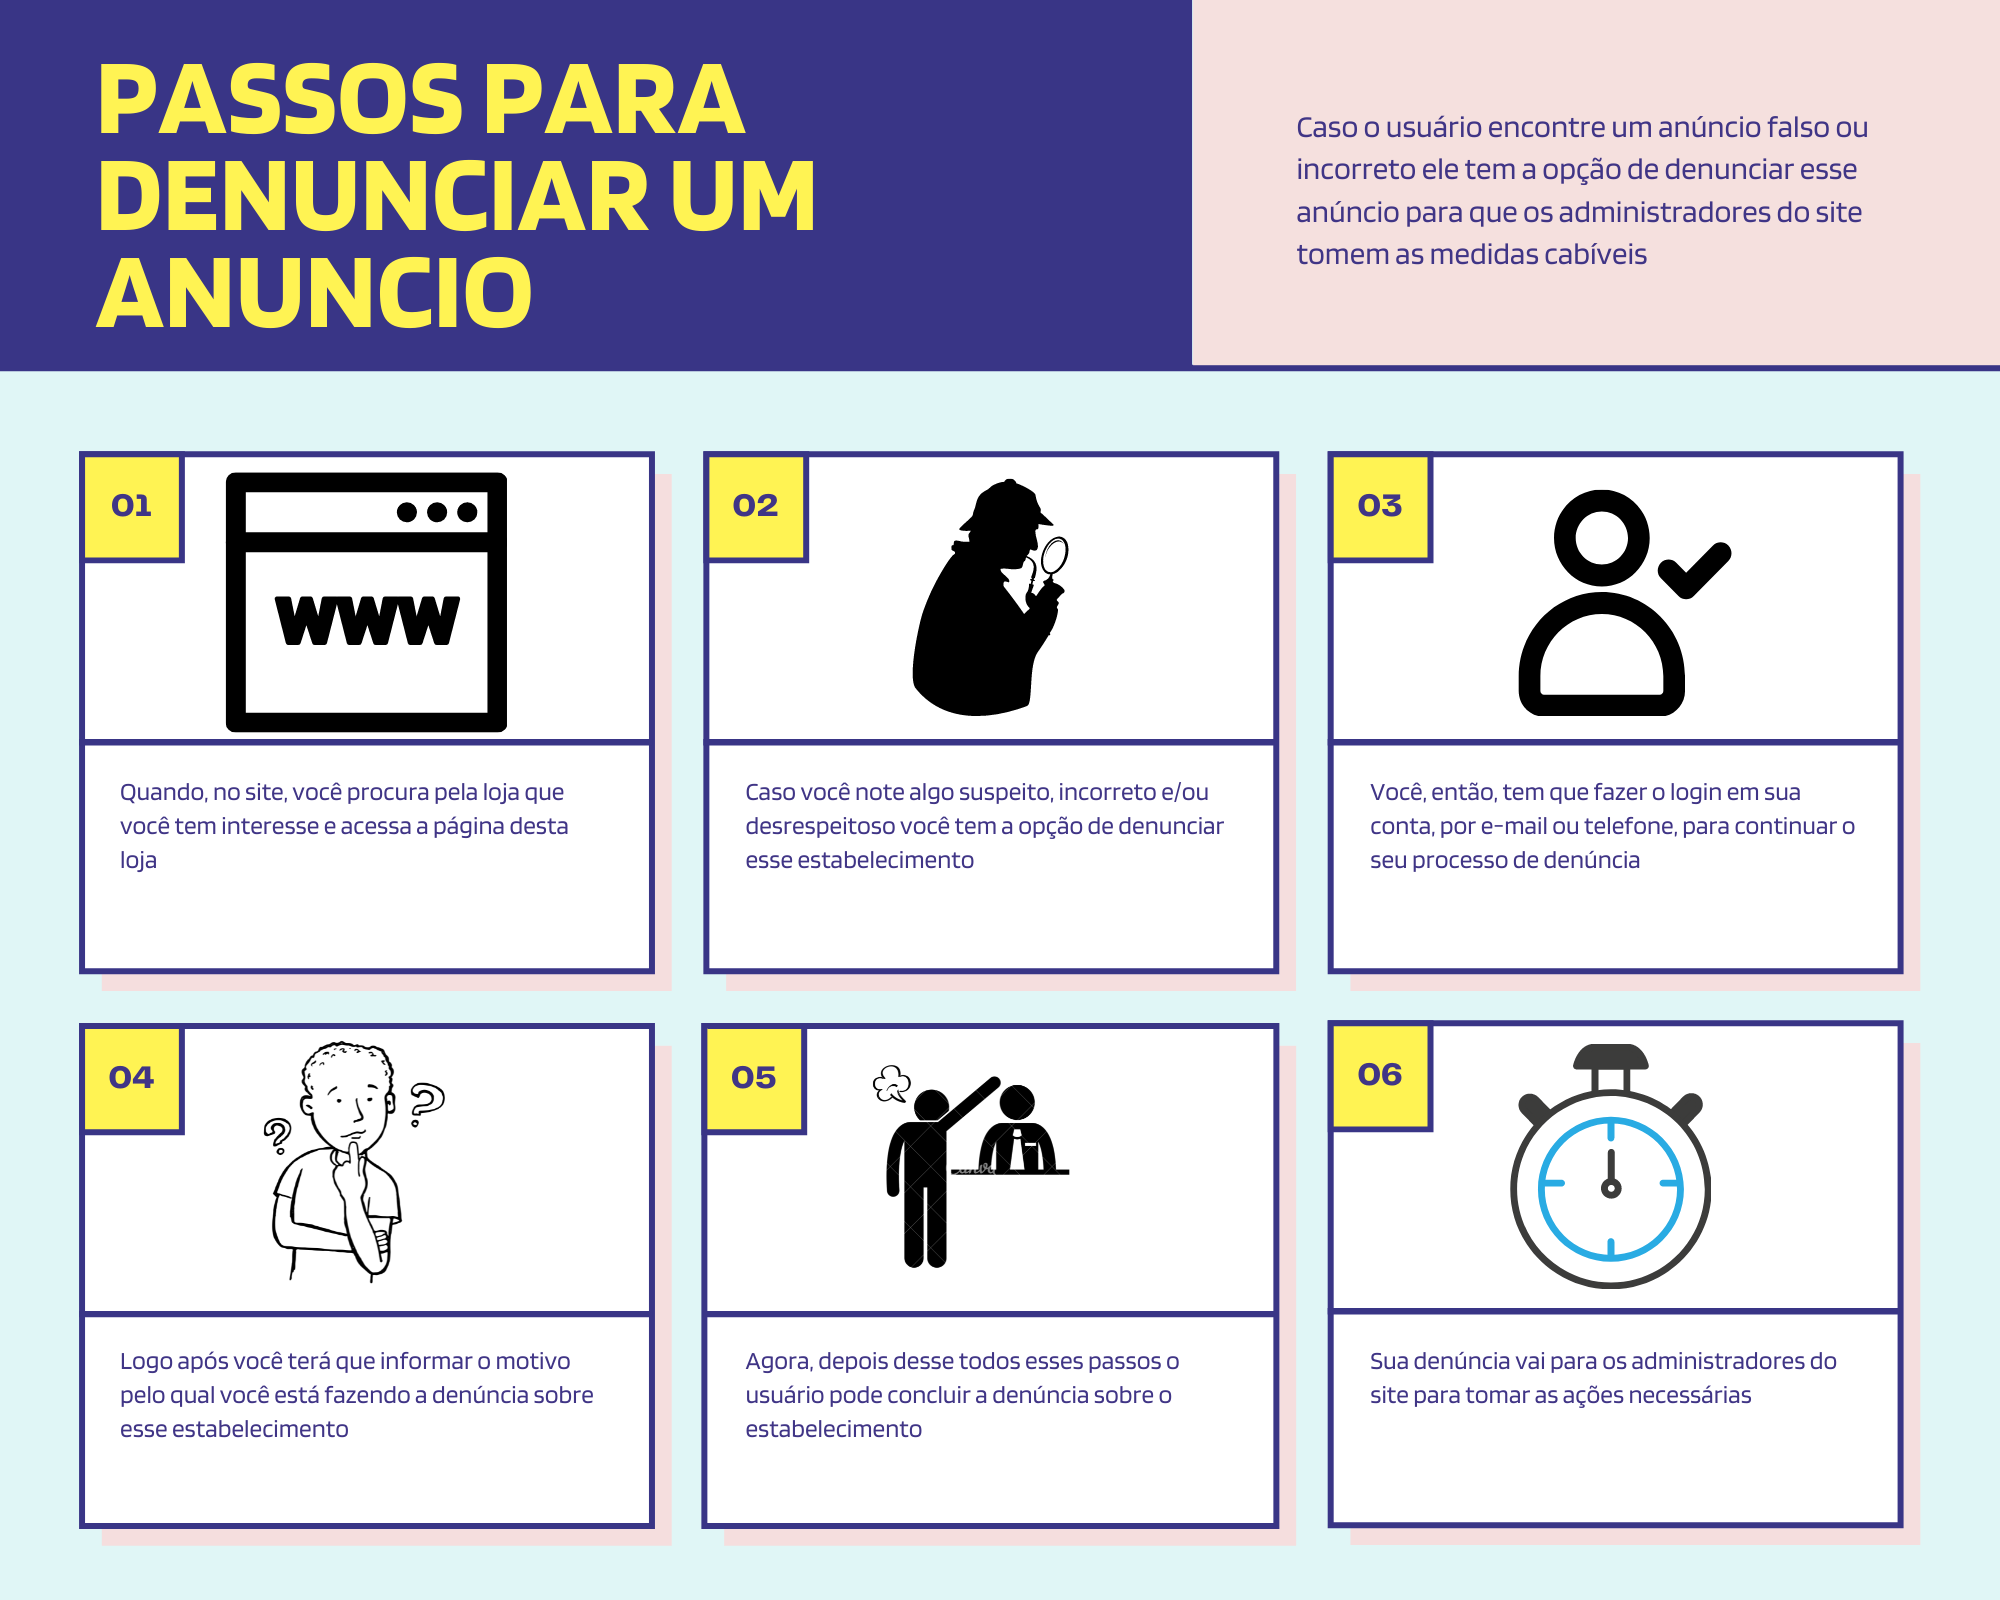 PASSOS PARA
DENUNCIAR UM
ANUNCIO
Caso o usuário encontre um anúncio falso ou
incorreto ele tem a opção de denunciar esse
anúncio para que os administradores do site
tomem as medidas cabíveis
01
WWW
Quando, no site, você procura pela loja que
você tem interesse e acessa a página desta
loja
02
Caso você note algo suspeito, incorreto e/ou
desrespeitoso você tem a opção de denunciar
esse estabelecimento
03
Você, então, tem que fazer o login em sua
conta, por e-mail ou telefone, para continuar o
seu processo de denúncia
04
? ?
Logo após você terá que informar o motivo
pelo qual você está fazendo a denúncia sobre
esse estabelecimento
05
Agora, depois desse todos esses passos o
usuário pode concluir a denúncia sobre o
estabelecimento
06
Sua denúncia vai para os administradores do
site para tomar as ações necessárias